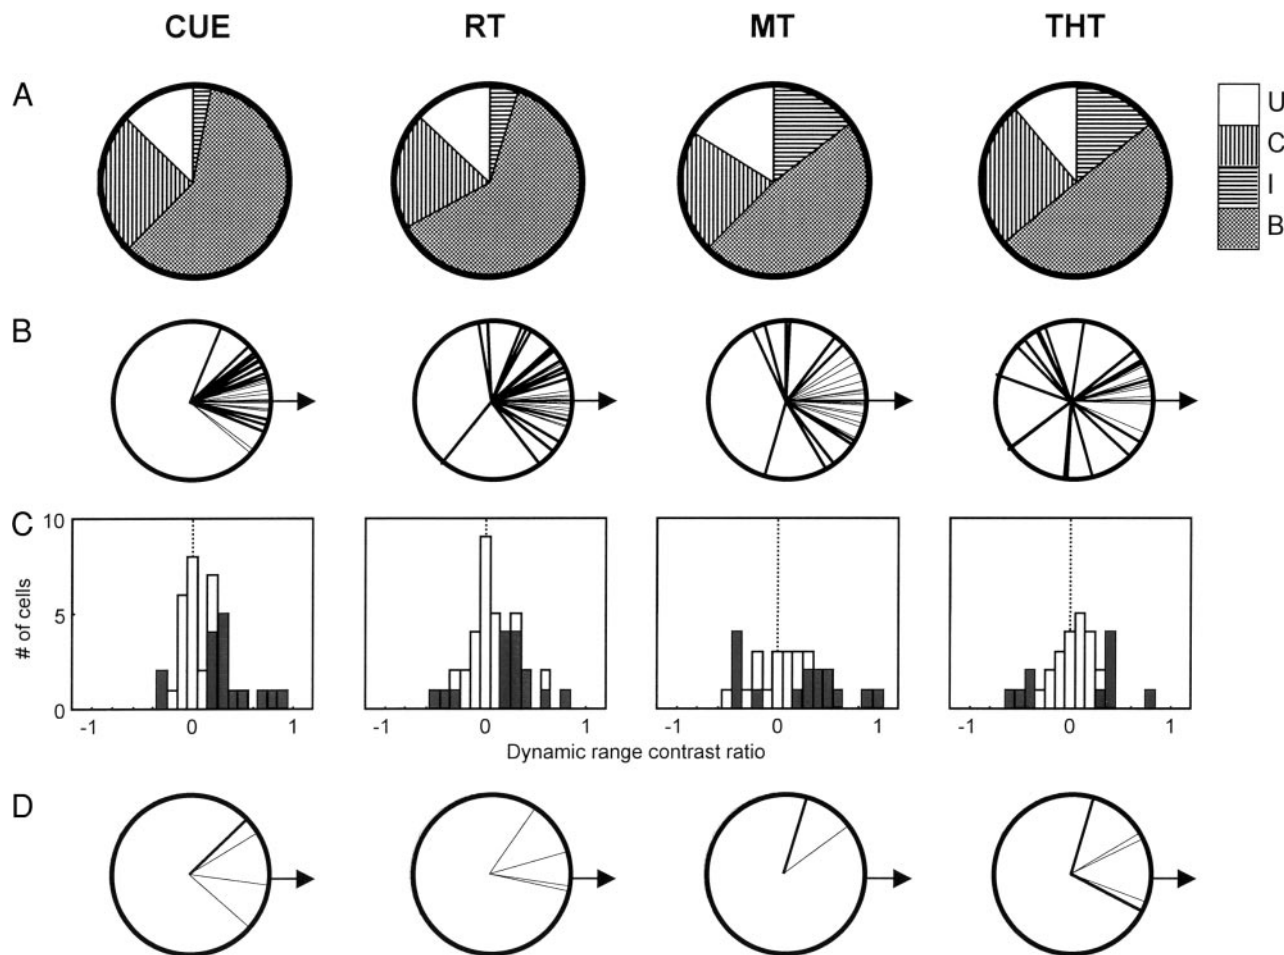 CUE RT MT THT
A
U
C
I
B
B
C
10
5
0
# of cells
-1 0 1 -1 0 1 -1 0 1 -1 0 1
Dynamic range contrast ratio
D